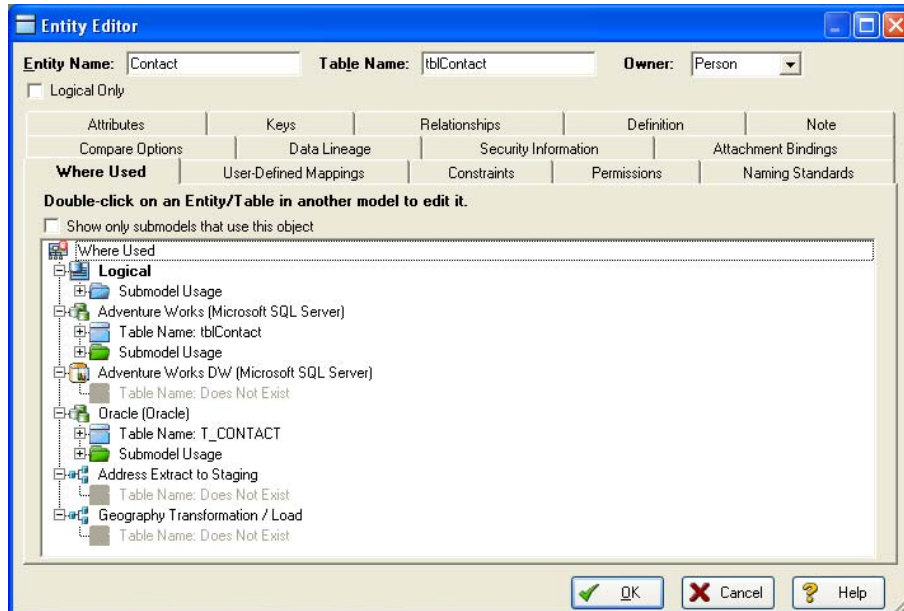 Entity Editor
Entity Name: Contact Table Name: tblContact Owner: Person
Logical Only
Attributes Keys Relationships Definition Note
Compare Options Data Lineage Security Information Attachment Bindings
Where Used User-Defined Mappings Constraints Permissions Naming Standards
Double-click on an Entity/Table in another model to edit it.
Show only submodels that use this object
Where Used
Logical
Submodel Usage
Adventure Works (Microsoft SQL Server)
Table Name: tblContact
Submodel Usage
Adventure Works DW (Microsoft SQL Server)
Table Name: Does Not Exist
Oracle (Oracle)
Table Name: T_CONTACT
Submodel Usage
Address Extract to Staging
Table Name: Does Not Exist
Geography Transformation / Load
Table Name: Does Not Exist
OK Cancel Help